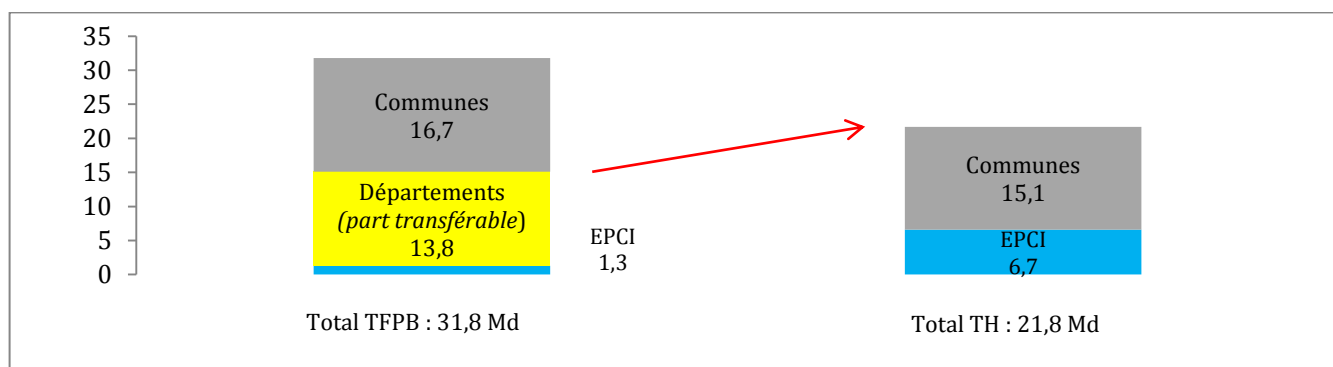 35
30
25
20
15
10
5
0
Communes
16,7
Départements
(part transférable)
13,8
EPCI
1,3
Communes
15,1
EPCI
6,7
Total TFPB : 31,8 Md
Total TH : 21,8 Md